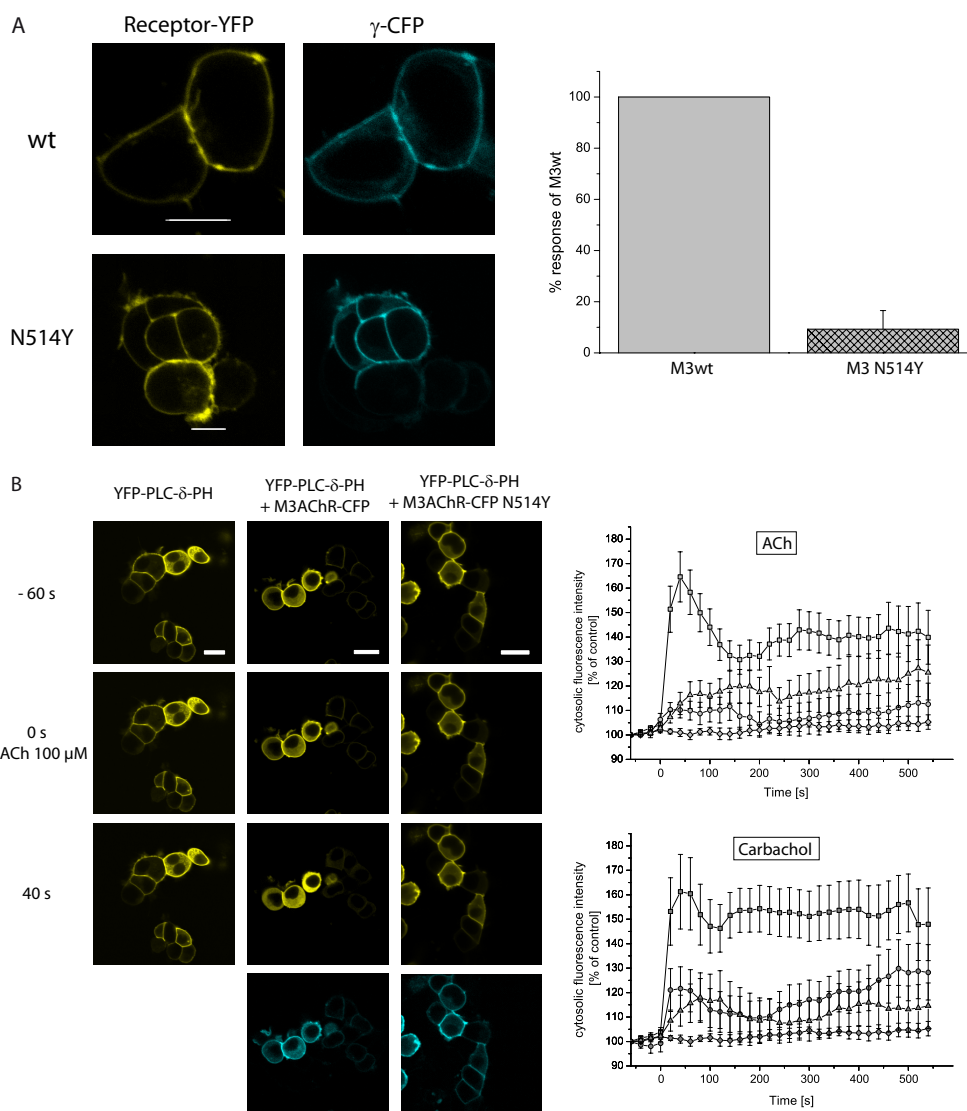 A
Receptor-YFP
γ-CFP
wt
N514Y
% response of M3wt
100
80
60
40
20
0
M3wt
M3 N514Y
B
YFP-PLC-δ-PH
YFP-PLC-δ-PH
+ M3AChR-CFP
YFP-PLC-δ-PH
+ M3AChR-CFP N514Y
- 60 s
0 s
ACh 100 µM
40 s
ACh
cytosolic fluorescence intensity
[% of control]
180
170
160
150
140
130
120
110
100
90
0
100
200
300
400
500
Time [s]
Carbachol
cytosolic fluorescence intensity
[% of control]
180
170
160
150
140
130
120
110
100
90
0
100
200
300
400
500
Time [s]